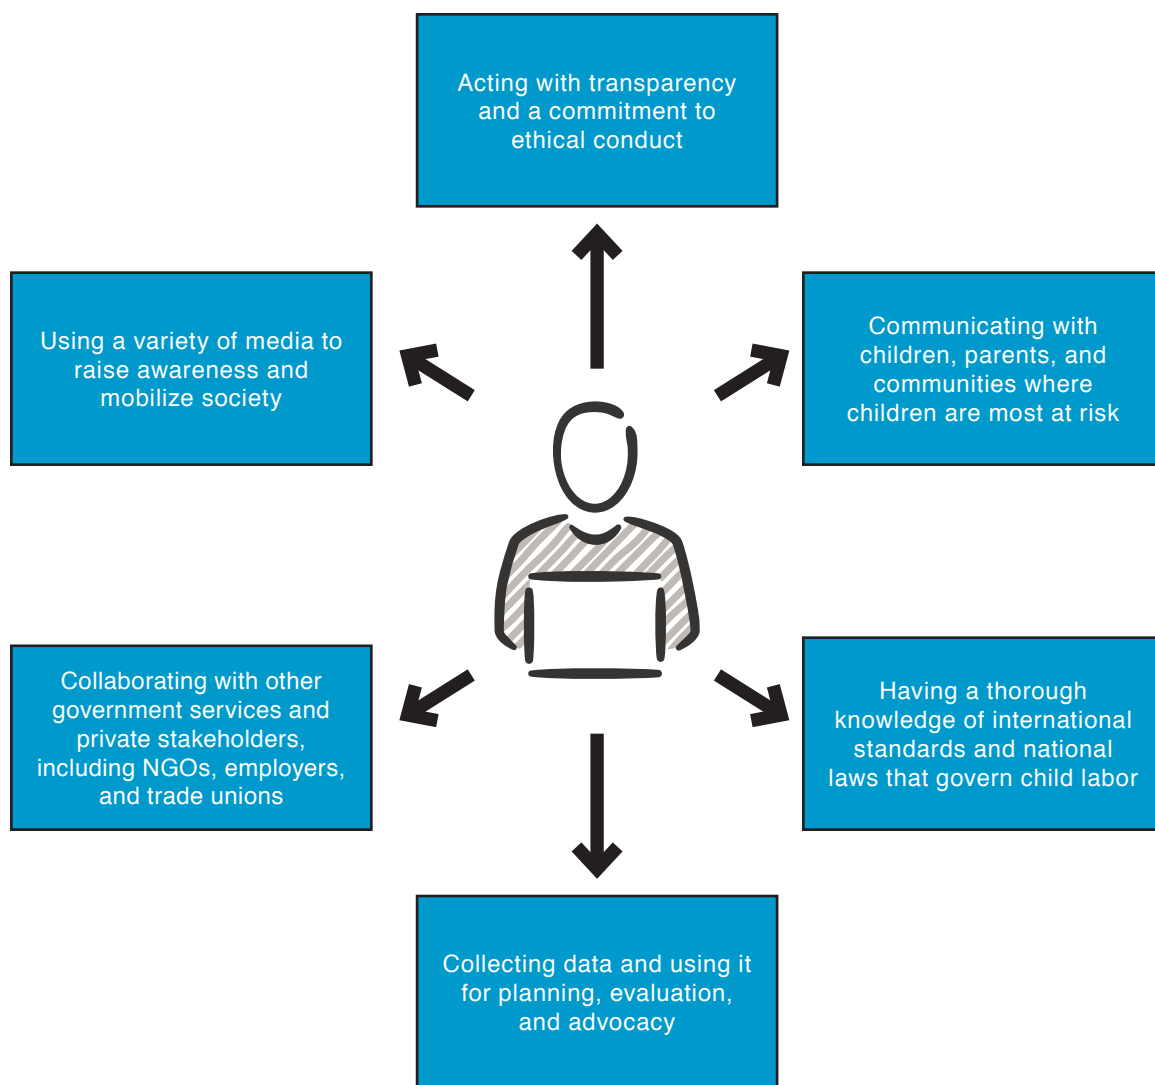 Acting with transparency
and a commitment to
ethical conduct
Using a variety of media to
raise awareness and
mobilize society
Communicating with
children, parents, and
communities where
children are most at risk
Collaborating with other
government services and
private stakeholders,
including NGOs, employers,
and trade unions
Having a thorough
knowledge of international
standards and national
laws that govern child labor
Collecting data and using it
for planning, evaluation,
and advocacy